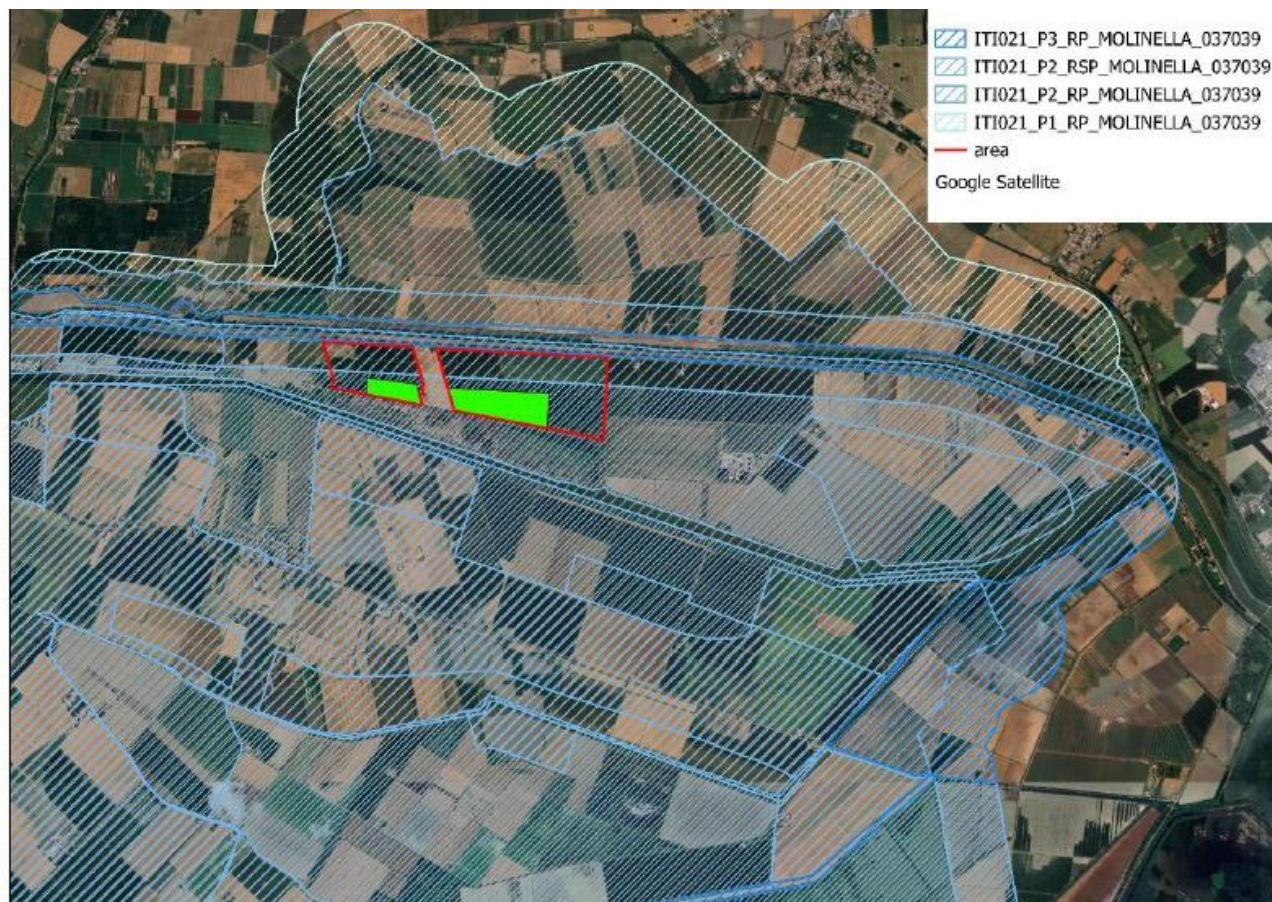 ITI021_P3_RP_MOLINELLA_037039
ITI021_P2_RSP_MOLINELLA_037039
ITI021_P2_RP_MOLINELLA_037039
ITI021_P1_RP_MOLINELLA_037039
area
Google Satellite